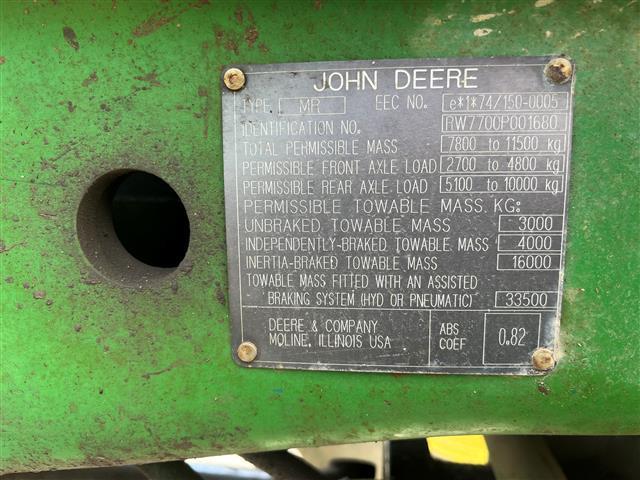 JOHN DEERE
TYPE MR EEC NO. e*1*74/150-0005
IDENTIFICATION NO. RW7700P001680
TOTAL PERMISSIBLE MASS 7800 to 11500 kg
PERMISSIBLE FRONT AXLE LOAD 2700 to 4800 kg
PERMISSIBLE REAR AXLE LOAD 5100 to 10000 kg
PERMISSIBLE TOWABLE MASS KG:
UNBRAKED TOWABLE MASS 3000
INDEPENDENTLY-BRAKED TOWABLE MASS 4000
INERTIA-BRAKED TOWABLE MASS 16000
TOWABLE MASS FITTED WITH AN ASSISTED
BRAKING SYSTEM (HYD OR PNEUMATIC) 33500
DEERE & COMPANY
MOLINE, ILLINOIS USA
ABS
COEF
0.82